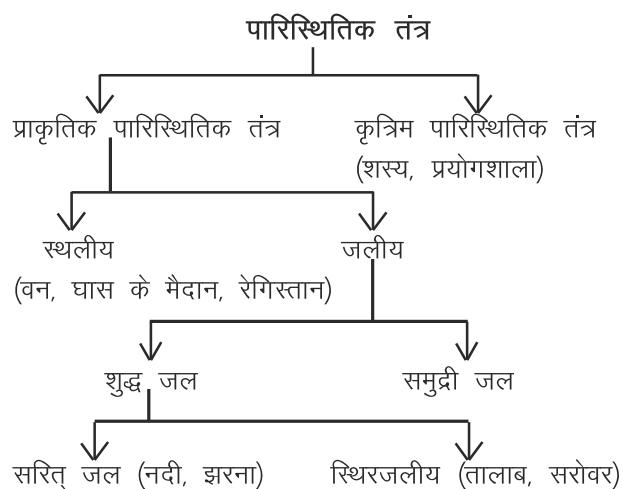 पारिस्थितिक तंत्र
प्राकृतिक पारिस्थितिक तंत्र कृत्रिम पारिस्थितिक तंत्र
(शस्य, प्रयोगशाला)
स्थलीय जलीय
(वन, घास के मैदान, रेगिस्तान)
शुद्ध जल समुद्री जल
सरित् जल (नदी, झरना) स्थिरजलीय (तालाब, सरोवर)